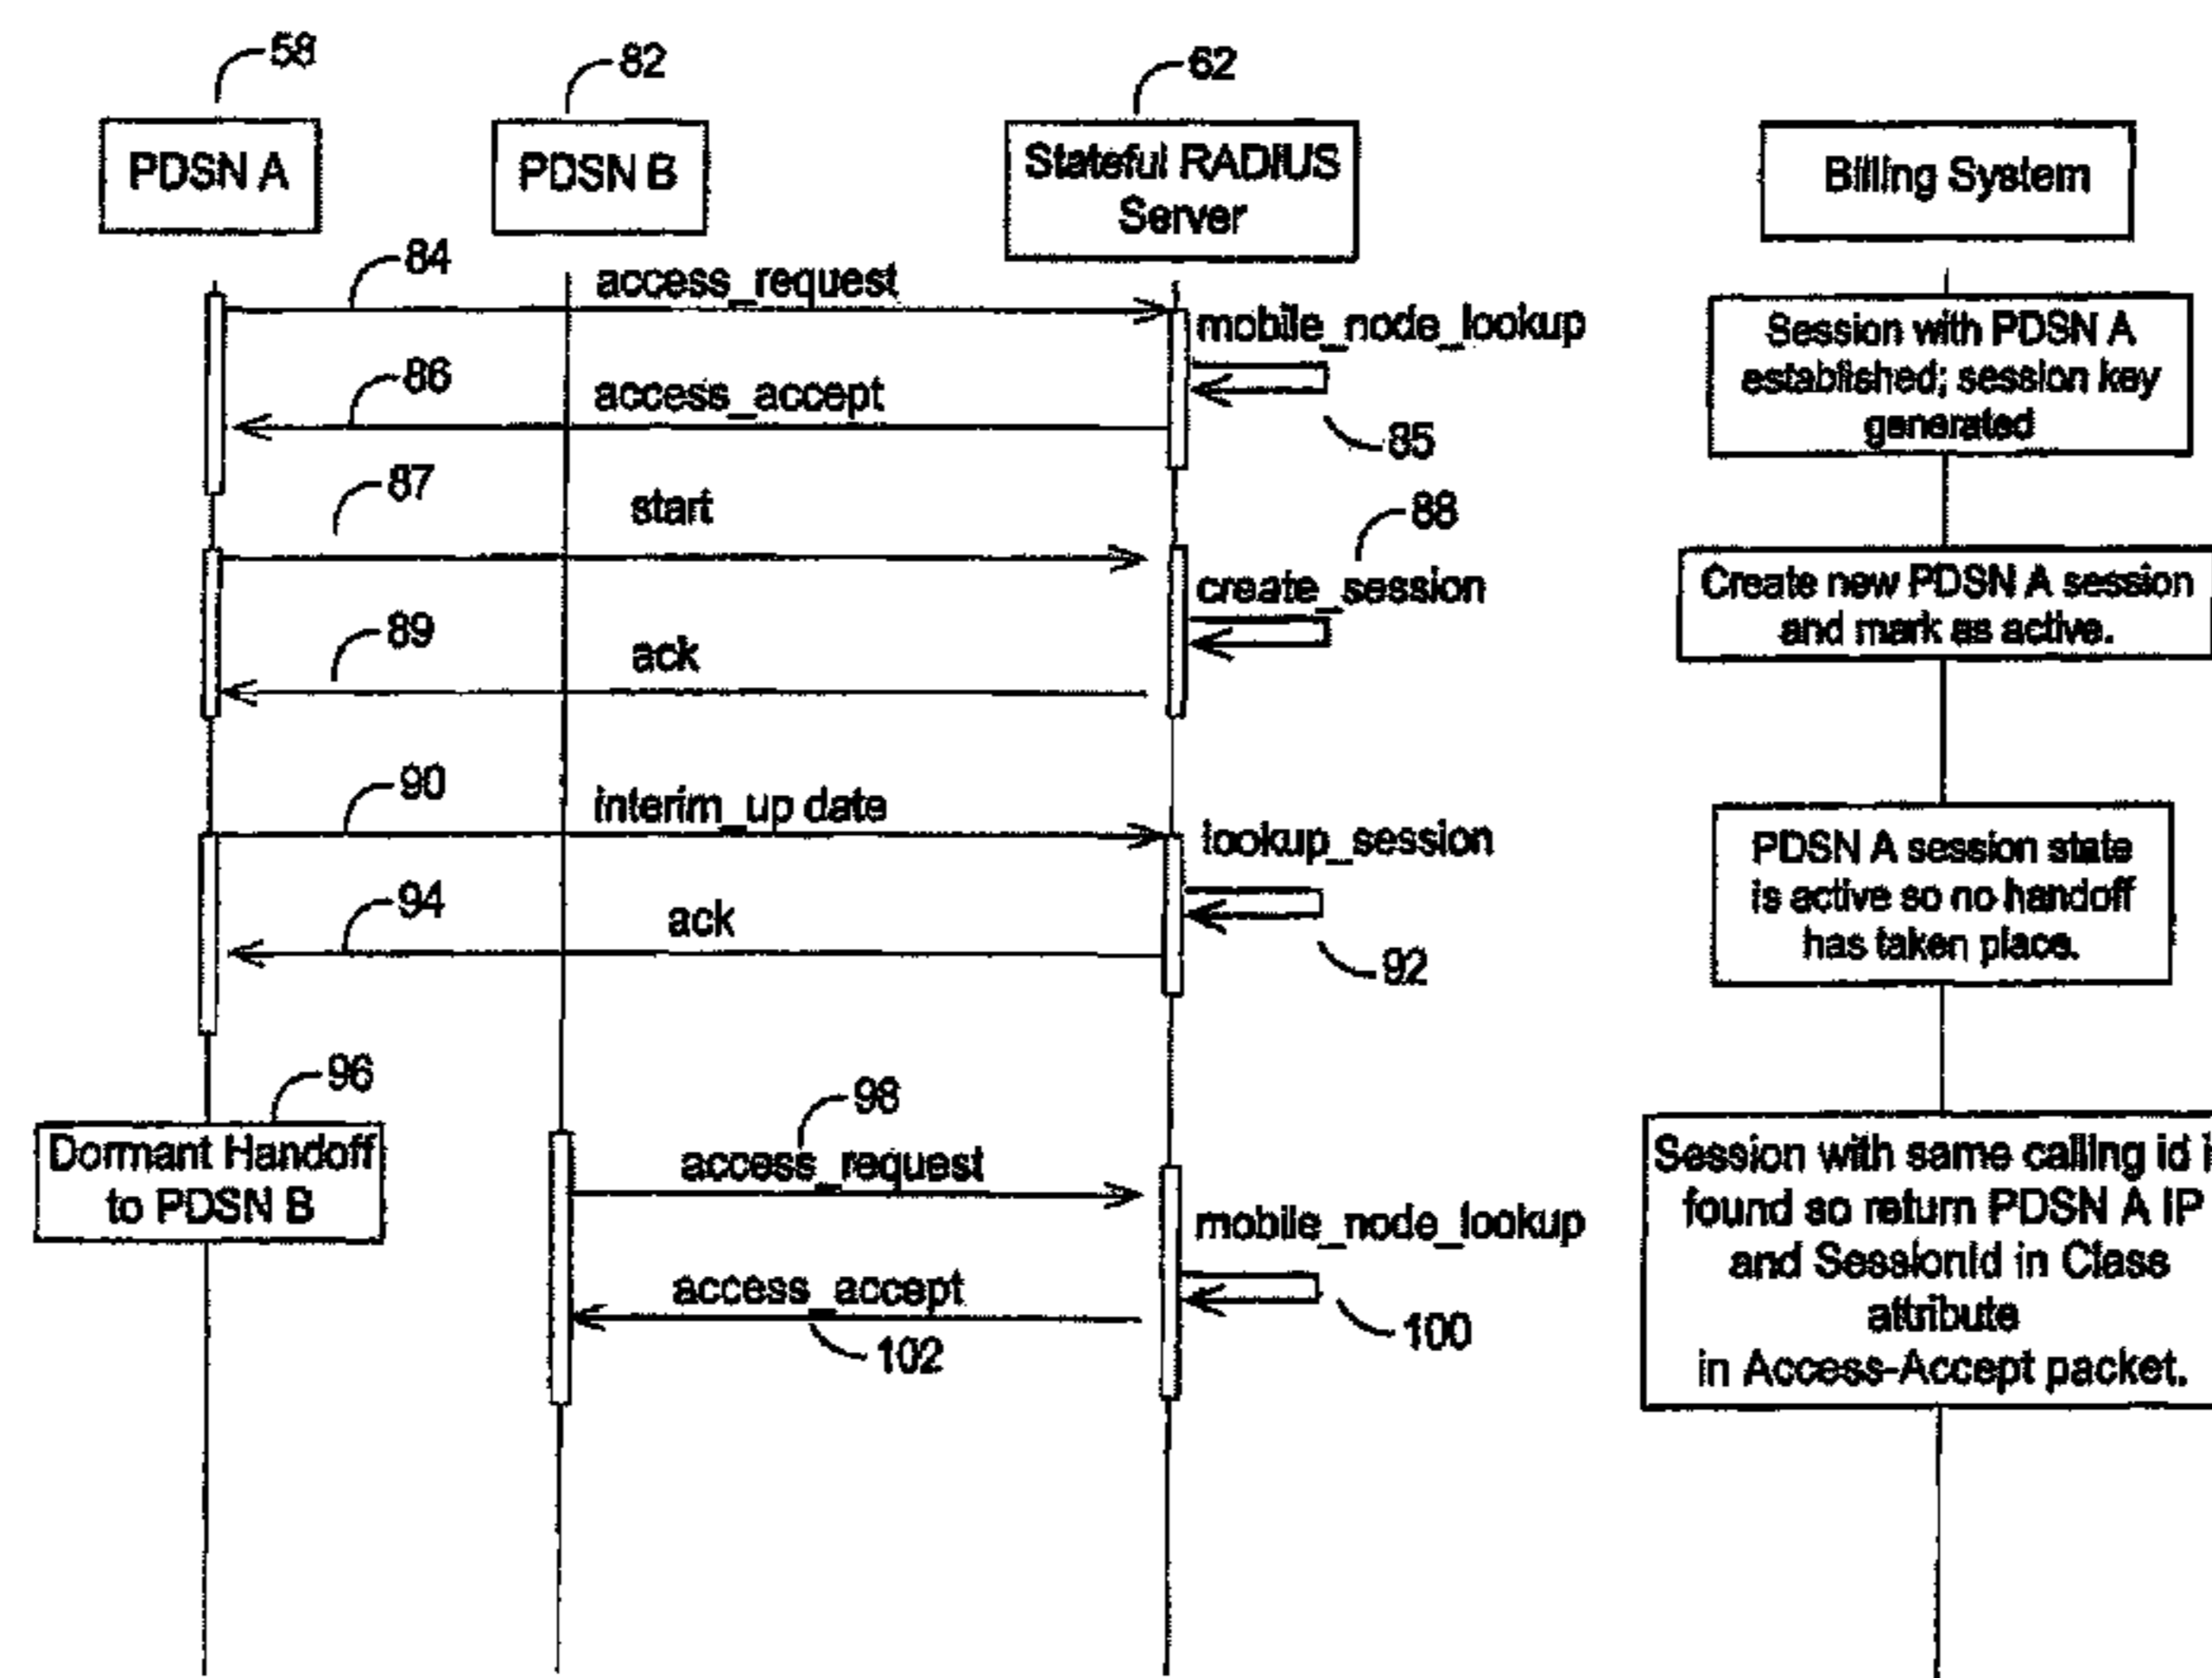 58
82
62
PDSN A
PDSN B
Stateful RADIUS
Server
Billing System
84
access_request
mobile_node_lookup
Session with PDSN A
established; session key
generated
86
access_accept
85
87
start
88
create_session
Create new PDSN A session
and mark as active.
89
ack
90
interim_up date
lookup_session
PDSN A session state
is active so no handoff
has taken place.
94
ack
92
96
Dormant Handoff
to PDSN B
98
access_request
mobile_node_lookup
Session with same calling id
found so return PDSN A IP
and SessionId in Class
attribute
in Access-Accept packet.
access_accept
102
100